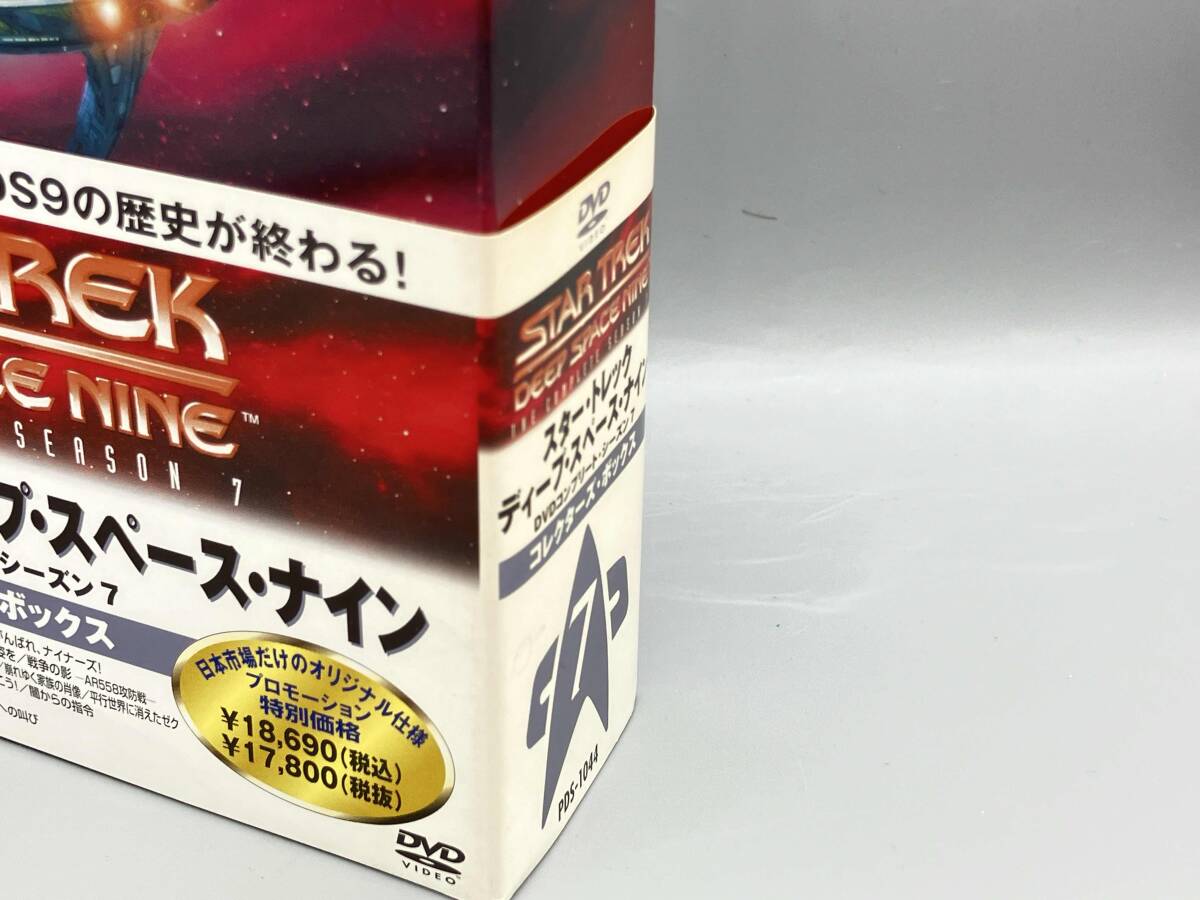 DS9の歴史が終わる!
TREK
CE NINE™
SEASON 7
プ・スペース・ナイン
シーズン7
ボックス
がんばれ、ナイナーズ!
姿を/戦争の影 —AR558攻防戦—
/崩れゆく家族の肖像/平行世界に消えたゼク
こう!/闇からの指令
への叫び
日本市場だけのオリジナル仕様
プロモーション
特別価格
¥18,690(税込)
¥17,800(税抜)
DVD
VIDEO
DVD
VIDEO
STAR TREK
DEEP SPACE NINE
THE COMPLETE SEASON
スター・トレック
ディープ・スペース・ナイン
DVDコンプリート・シーズン7
コレクターズ・ボックス
7
PDS-1044